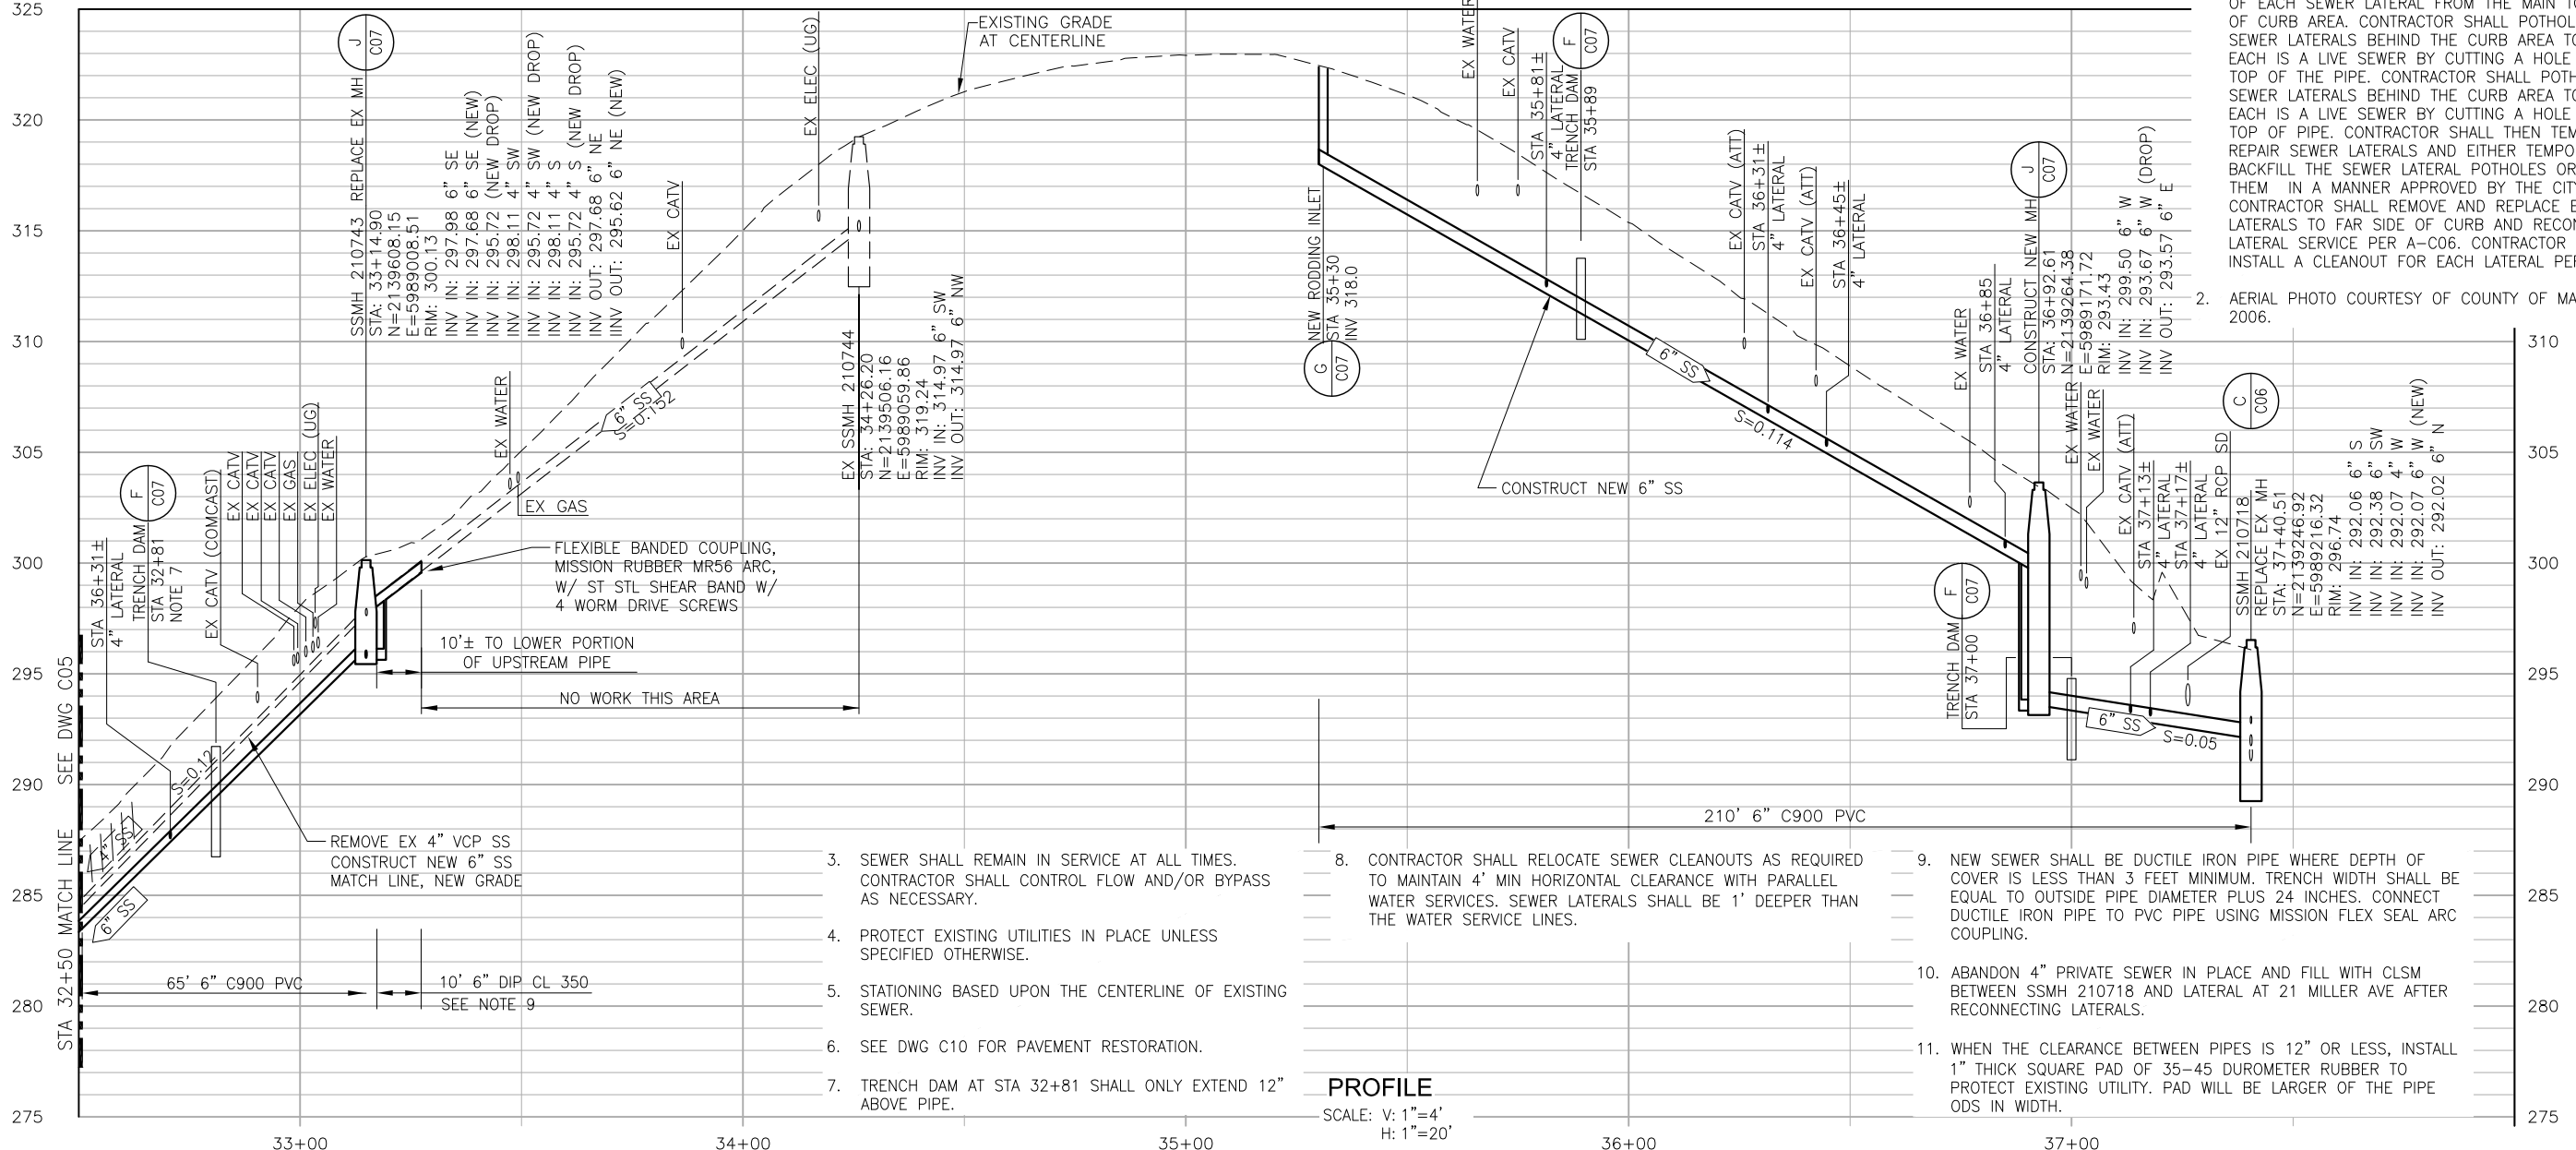 325
320
315
310
305
300
295
290
285
280
275
310
305
300
295
290
285
280
275
33+00
34+00
35+00
36+00
37+00
STA 32+50 MATCH LINE SEE DWG C05
STA 36+31±
4" LATERAL
F
C07
TRENCH DAM
STA 32+81
NOTE 7
EX CATV (COMCAST)
EX CATV
EX CATV
EX CATV
EX GAS
EX ELEC (UG)
EX WATER
J
C07
SSMH 210743 REPLACE EX MH
STA: 33+14.90
N=2139608.15
E=5989008.51
RIM: 300.13
INV IN: 297.98 6" SE
INV IN: 297.68 6" SE (NEW)
INV IN: 295.72 (NEW DROP)
INV IN: 298.11 4" SW
INV IN: 295.72 4" SW (NEW DROP)
INV IN: 298.11 4" S
INV IN: 295.72 4" S (NEW DROP)
INV OUT: 297.68 6" NE
IINV OUT: 295.62 6" NE (NEW)
EX WATER
EX GAS
EX CATV
EX ELEC (UG)
EXISTING GRADE
AT CENTERLINE
6" SS
S=0.152
EX SSMH 210744
STA: 34+26.20
N=2139506.16
E=5989059.86
RIM: 319.24
INV IN: 314.97 6" SW
INV OUT: 314.97 6" NW
FLEXIBLE BANDED COUPLING,
MISSION RUBBER MR56 ARC,
W/ ST STL SHEAR BAND W/
4 WORM DRIVE SCREWS
10'± TO LOWER PORTION
OF UPSTREAM PIPE
NO WORK THIS AREA
S=0.12
4" SS
6" SS
REMOVE EX 4" VCP SS
CONSTRUCT NEW 6" SS
MATCH LINE, NEW GRADE
65' 6" C900 PVC
10' 6" DIP CL 350
SEE NOTE 9
NEW RODDING INLET
STA 35+30
INV 318.0
G
C07
EX WATER
EX CATV
STA 35+81±
4" LATERAL
TRENCH DAM
STA 35+89
F
C07
EX CATV (ATT)
STA 36+31±
4" LATERAL
EX CATV (ATT)
STA 36+45±
4" LATERAL
6" SS
S=0.114
CONSTRUCT NEW 6" SS
EX WATER
STA 36+85
4" LATERAL
J
C07
CONSTRUCT NEW MH
STA: 36+92.61
N=2139264.38
E=5989171.72
RIM: 293.43
INV IN: 299.50 6" W
INV IN: 293.67 6" W (DROP)
INV OUT: 293.57 6" E
EX WATER
EX WATER
EX CATV (ATT)
STA 37+13±
4" LATERAL
STA 37+17±
4" LATERAL
EX 12" RCP SD
C
C06
SSMH 210718
REPLACE EX MH
STA: 37+40.51
N=2139246.92
E=5989216.32
RIM: 296.74
INV IN: 292.06 6" S
INV IN: 292.38 6" SW
INV IN: 292.07 4" W
INV IN: 292.07 6" W (NEW)
INV OUT: 292.02 6" N
F
C07
TRENCH DAM
STA 37+00
6" SS
S=0.05
210' 6" C900 PVC
OF EACH SEWER LATERAL FROM THE MAIN TO
OF CURB AREA. CONTRACTOR SHALL POTHOL
SEWER LATERALS BEHIND THE CURB AREA TO
EACH IS A LIVE SEWER BY CUTTING A HOLE
TOP OF THE PIPE. CONTRACTOR SHALL POTH
SEWER LATERALS BEHIND THE CURB AREA TO
EACH IS A LIVE SEWER BY CUTTING A HOLE
TOP OF PIPE. CONTRACTOR SHALL THEN TEM
REPAIR SEWER LATERALS AND EITHER TEMPO
BACKFILL THE SEWER LATERAL POTHOLES OR
THEM IN A MANNER APPROVED BY THE CIT
CONTRACTOR SHALL REMOVE AND REPLACE E
LATERALS TO FAR SIDE OF CURB AND RECON
LATERAL SERVICE PER A-C06. CONTRACTOR
INSTALL A CLEANOUT FOR EACH LATERAL PE
2. AERIAL PHOTO COURTESY OF COUNTY OF MA
2006.
3. SEWER SHALL REMAIN IN SERVICE AT ALL TIMES.
CONTRACTOR SHALL CONTROL FLOW AND/OR BYPASS
AS NECESSARY.
4. PROTECT EXISTING UTILITIES IN PLACE UNLESS
SPECIFIED OTHERWISE.
5. STATIONING BASED UPON THE CENTERLINE OF EXISTING
SEWER.
6. SEE DWG C10 FOR PAVEMENT RESTORATION.
7. TRENCH DAM AT STA 32+81 SHALL ONLY EXTEND 12"
ABOVE PIPE.
8. CONTRACTOR SHALL RELOCATE SEWER CLEANOUTS AS REQUIRED
TO MAINTAIN 4' MIN HORIZONTAL CLEARANCE WITH PARALLEL
WATER SERVICES. SEWER LATERALS SHALL BE 1' DEEPER THAN
THE WATER SERVICE LINES.
9. NEW SEWER SHALL BE DUCTILE IRON PIPE WHERE DEPTH OF
COVER IS LESS THAN 3 FEET MINIMUM. TRENCH WIDTH SHALL BE
EQUAL TO OUTSIDE PIPE DIAMETER PLUS 24 INCHES. CONNECT
DUCTILE IRON PIPE TO PVC PIPE USING MISSION FLEX SEAL ARC
COUPLING.
10. ABANDON 4" PRIVATE SEWER IN PLACE AND FILL WITH CLSM
BETWEEN SSMH 210718 AND LATERAL AT 21 MILLER AVE AFTER
RECONNECTING LATERALS.
11. WHEN THE CLEARANCE BETWEEN PIPES IS 12" OR LESS, INSTALL
1" THICK SQUARE PAD OF 35-45 DUROMETER RUBBER TO
PROTECT EXISTING UTILITY. PAD WILL BE LARGER OF THE PIPE
ODS IN WIDTH.
PROFILE
SCALE: V: 1"=4'
H: 1"=20'